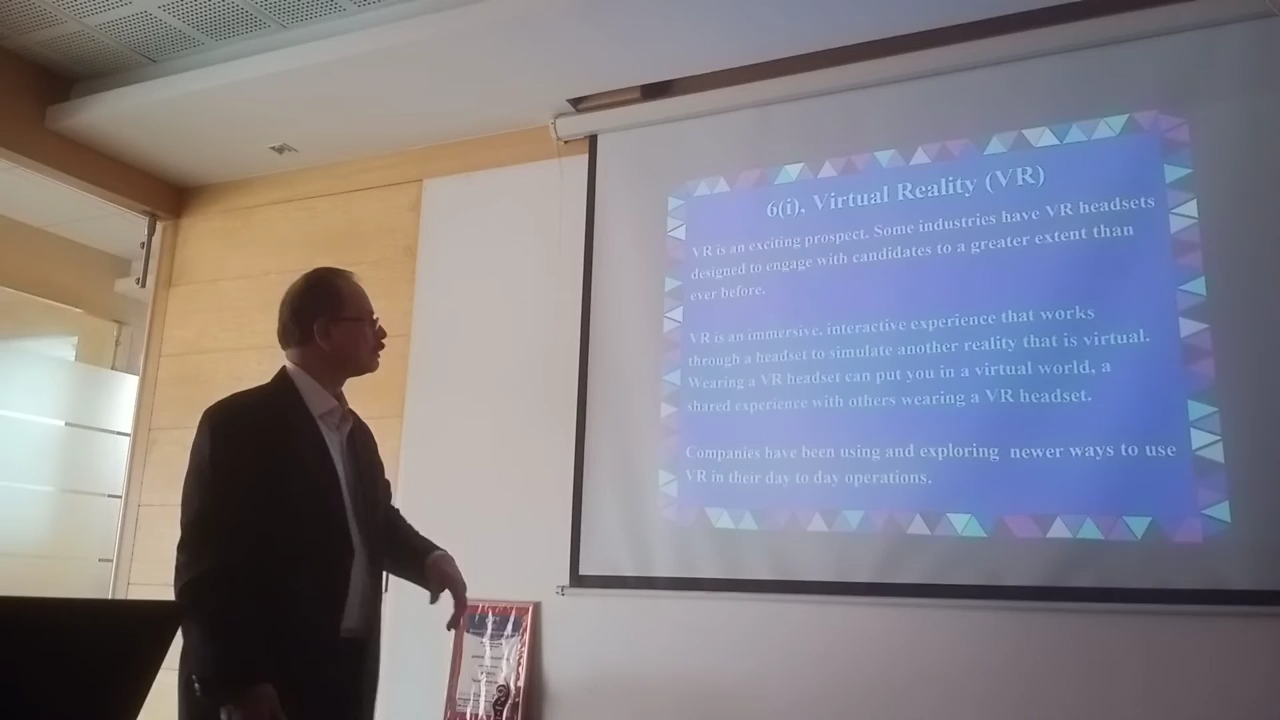 6(i), Virtual Reality (VR)
VR is an exciting prospect. Some industries have VR headsets
designed to engage with candidates to a greater extent than
ever before.
VR is an immersive, interactive experience that works
through a headset to simulate another reality that is virtual.
Wearing a VR headset can put you in a virtual world, a
shared experience with others wearing a VR headset.
Companies have been using and exploring newer ways to use
VR in their day to day operations.